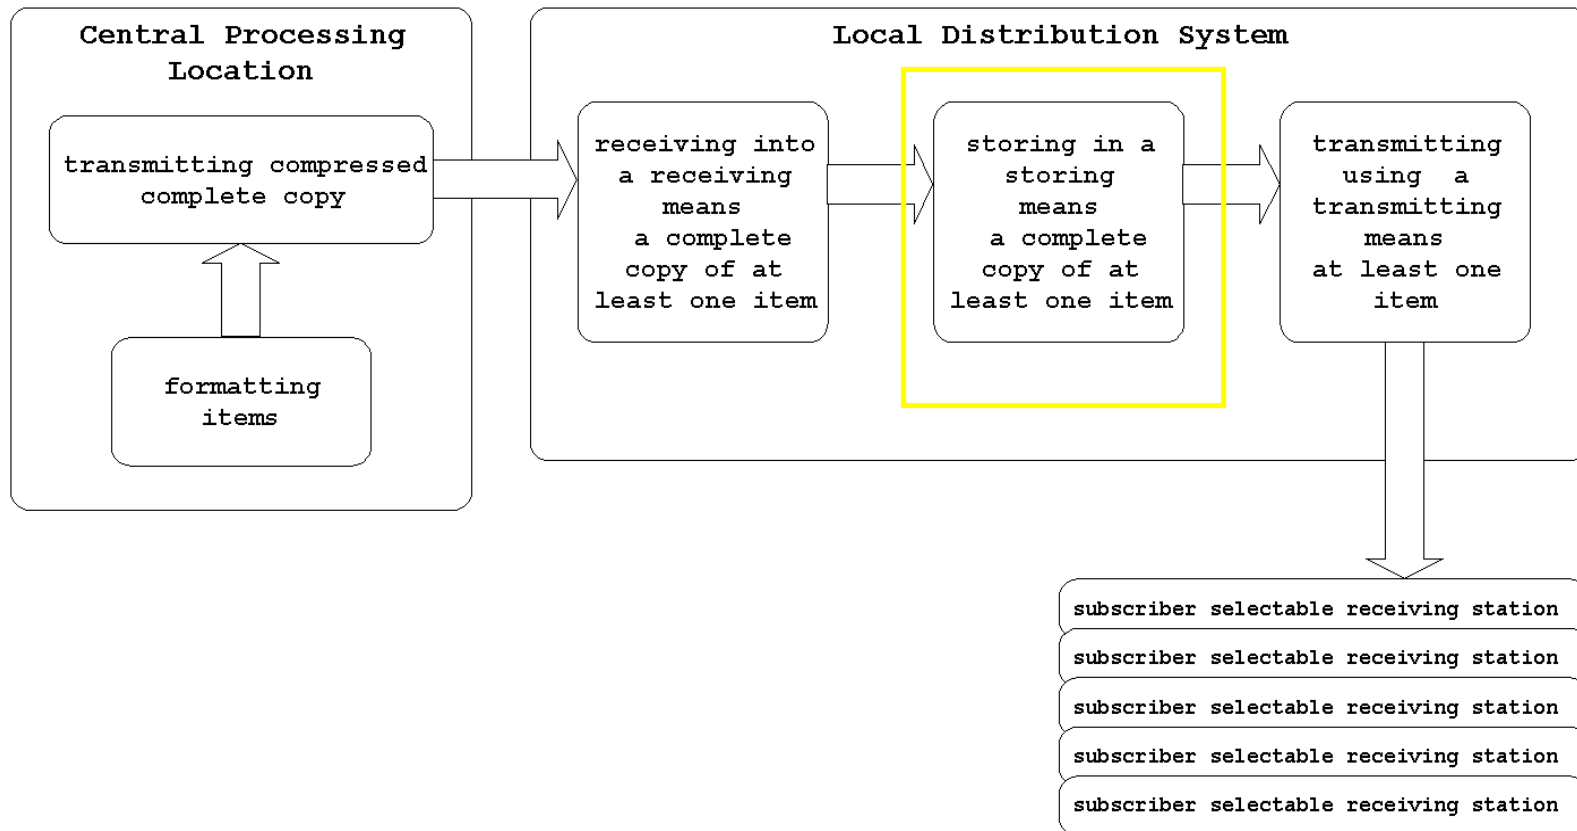 Central Processing
Location
transmitting compressed
complete copy
formatting
items
Local Distribution System
receiving into
a receiving
means
a complete
copy of at
least one item
storing in a
storing
means
a complete
copy of at
least one item
transmitting
using a
transmitting
means
at least one
item
subscriber selectable receiving station
subscriber selectable receiving station
subscriber selectable receiving station
subscriber selectable receiving station
subscriber selectable receiving station